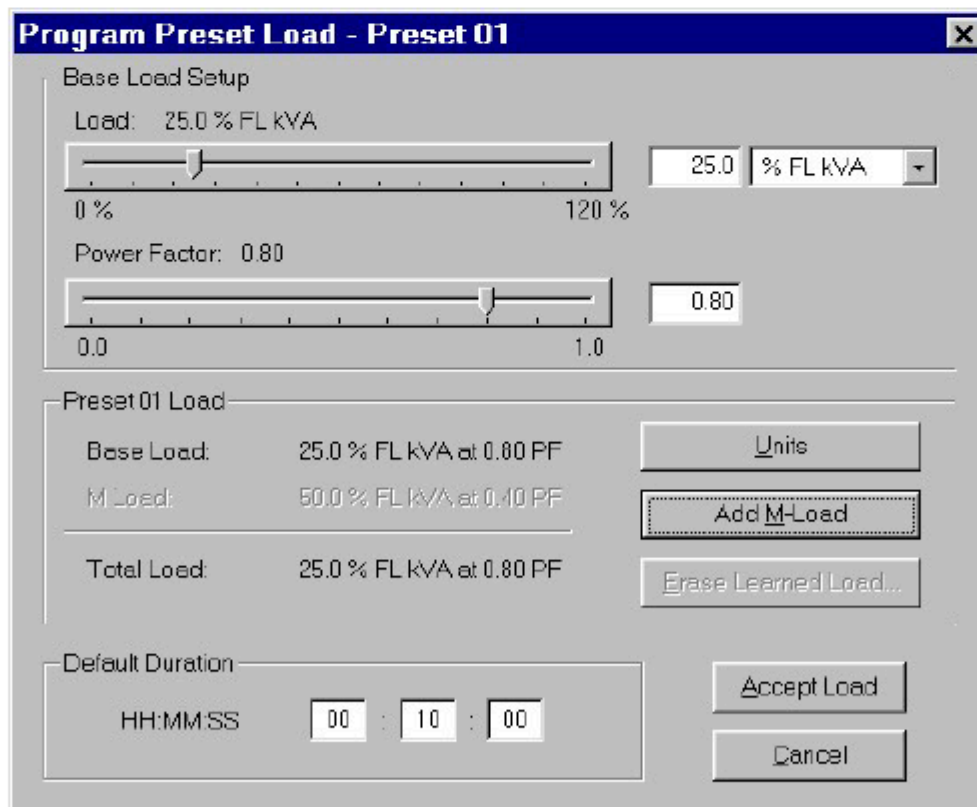 Program Preset Load - Preset 01
Base Load Setup
Load: 25.0 % FL kVA
25.0 % FL kVA
0 % 120 %
Power Factor: 0.80
0.80
0.0 1.0
Preset 01 Load
Base Load: 25.0 % FL kVA at 0.80 PF
Units
M Load: 50.0 % FL kVA at 0.40 PF
Add M-Load
Total Load: 25.0 % FL kVA at 0.80 PF
Erase Learned Load...
Default Duration
HH:MM:SS 00 : 10 : 00
Accept Load
Cancel